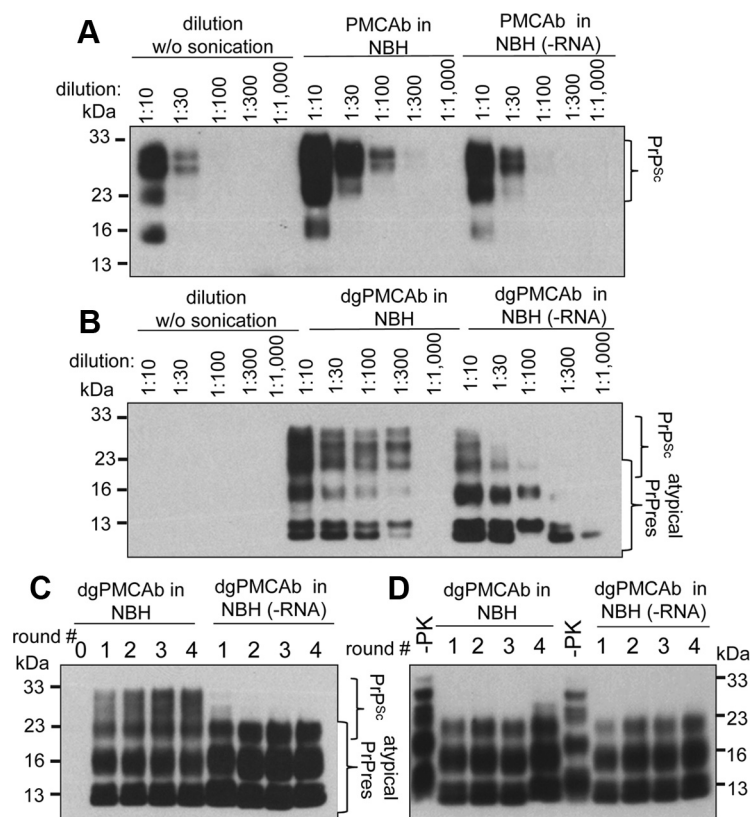 A
dilution w/o sonication
PMCAb in NBH
PMCAb in NBH (-RNA)
dilution: 1:10 1:30 1:100 1:300 1:1,000 1:10 1:30 1:100 1:300 1:1,000 1:10 1:30 1:100 1:300 1:1,000
kDa
33
23
16
13
PrPSc
B
dilution w/o sonication
dgPMCAb in NBH
dgPMCAb in NBH (-RNA)
dilution: 1:10 1:30 1:100 1:300 1:1,000 1:10 1:30 1:100 1:300 1:1,000 1:10 1:30 1:100 1:300 1:1,000
kDa
33
23
16
13
PrPSc
atypical PrPres
C
dgPMCAb in NBH
dgPMCAb in NBH (-RNA)
round # 0 1 2 3 4 1 2 3 4
kDa
33
23
16
13
PrPSc
atypical PrPres
D
dgPMCAb in NBH
dgPMCAb in NBH (-RNA)
round # -PK 1 2 3 4 -PK 1 2 3 4
kDa
33
23
16
13